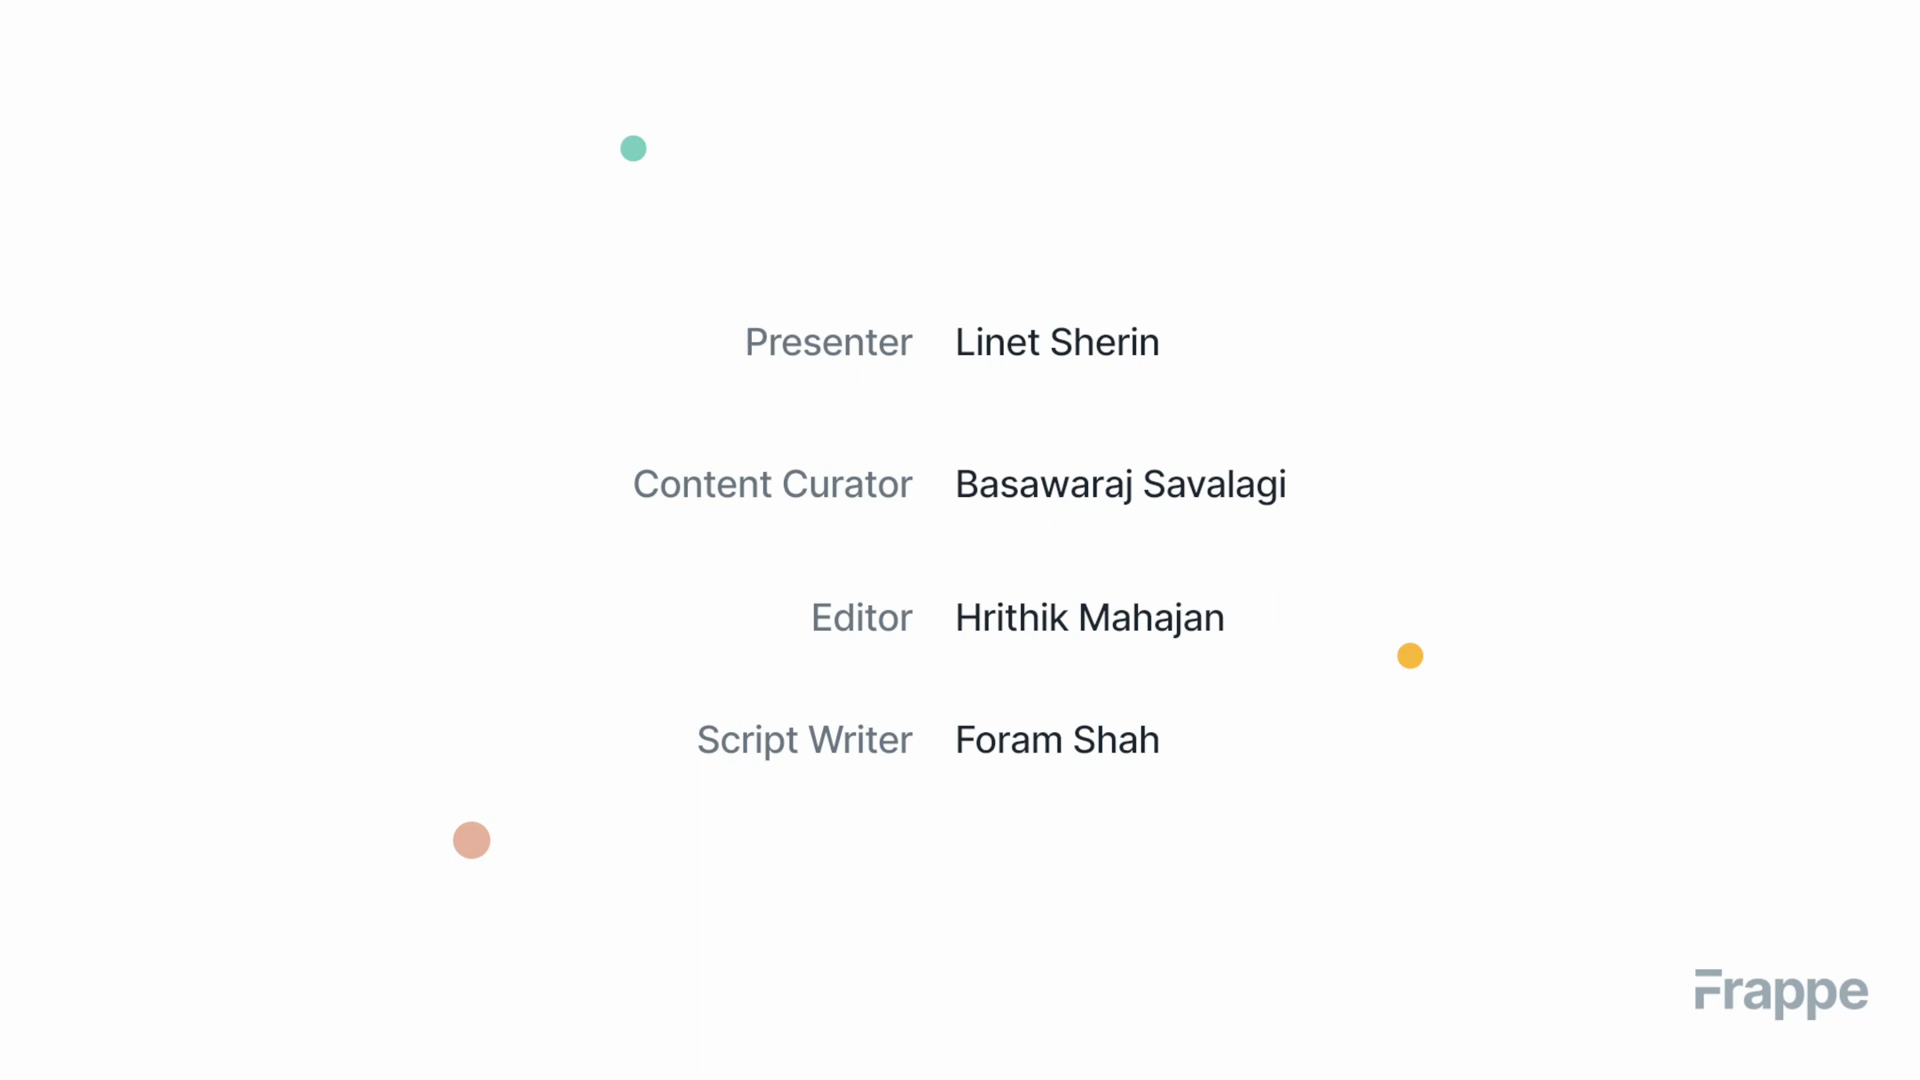 Presenter Linet Sherin
Content Curator Basawaraj Savalagi
Editor Hrithik Mahajan
Script Writer Foram Shah
Frappe